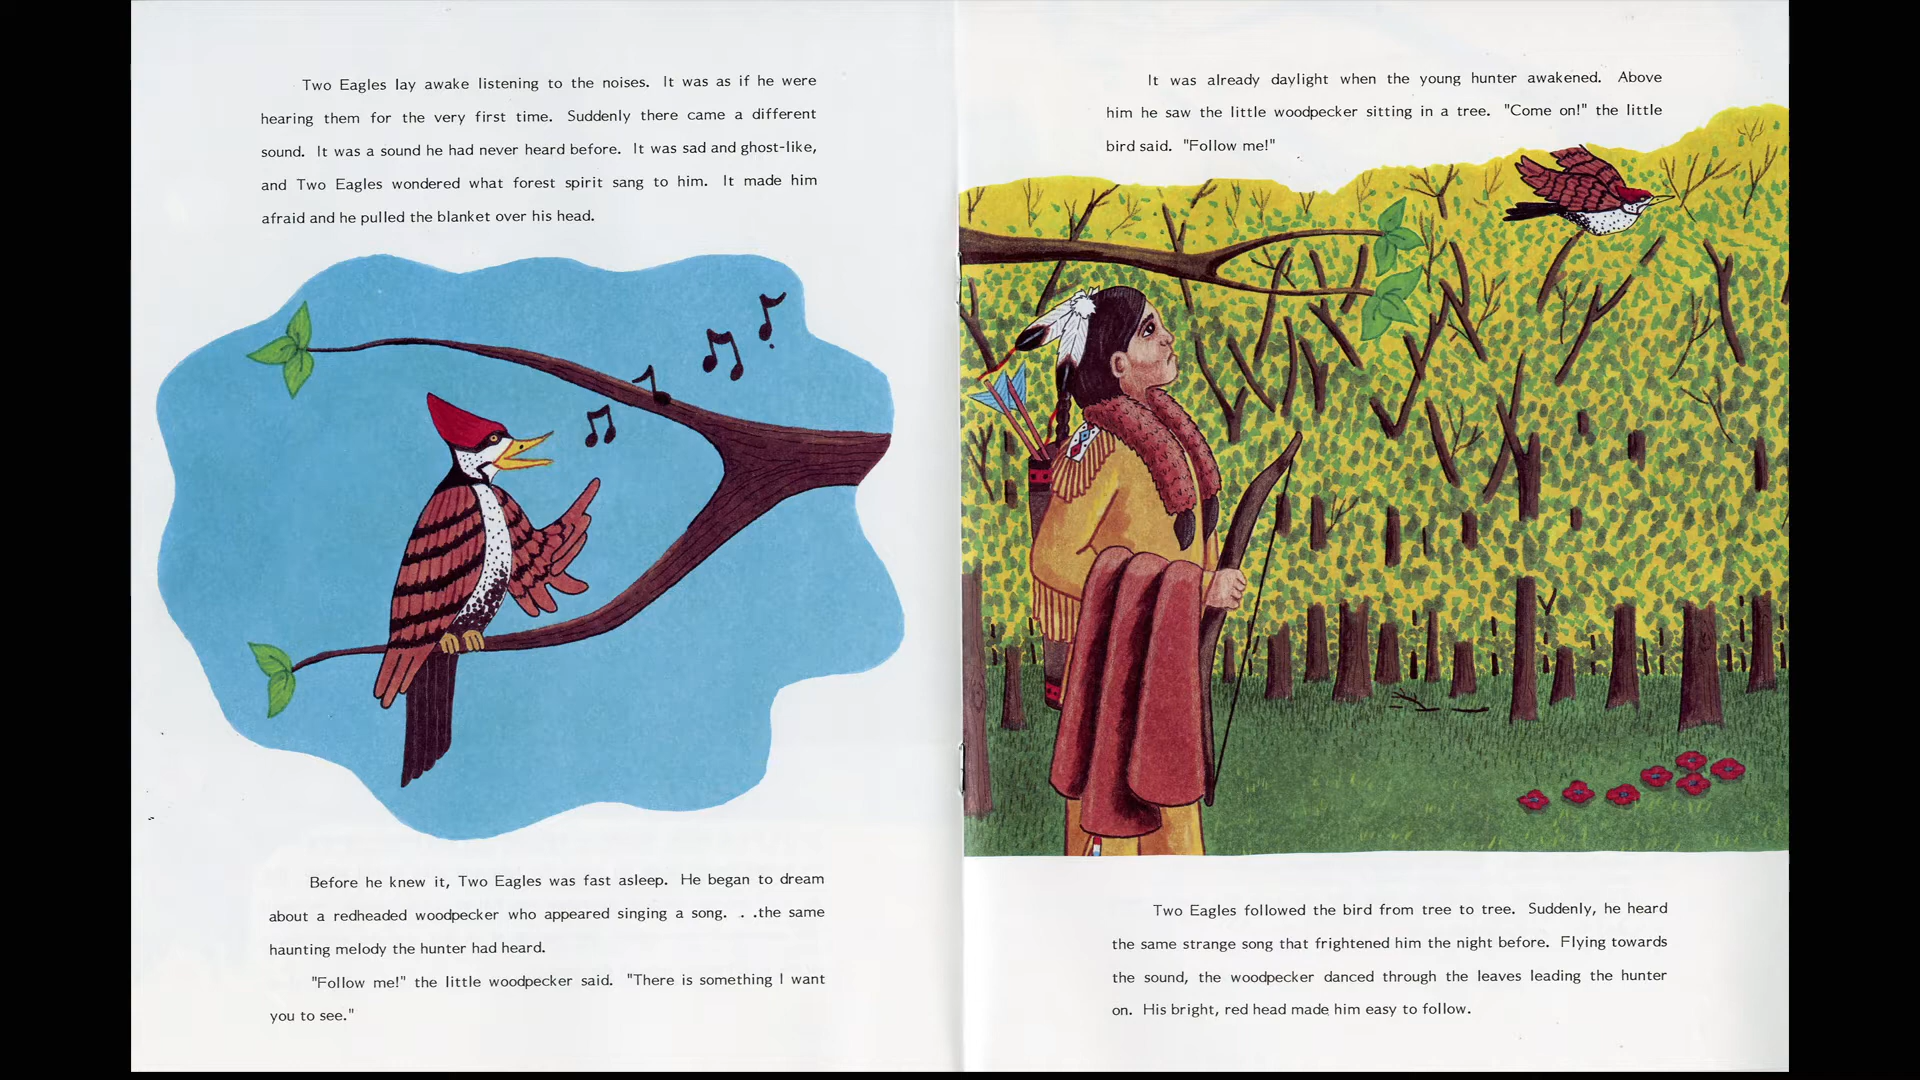 Two Eagles lay awake listening to the noises. It was as if he were
hearing them for the very first time. Suddenly there came a different
sound. It was a sound he had never heard before. It was sad and ghost-like,
and Two Eagles wondered what forest spirit sang to him. It made him
afraid and he pulled the blanket over his head.
Before he knew it, Two Eagles was fast asleep. He began to dream
about a redheaded woodpecker who appeared singing a song. . .the same
haunting melody the hunter had heard.
"Follow me!" the little woodpecker said. "There is something I want
you to see."
It was already daylight when the young hunter awakened. Above
him he saw the little woodpecker sitting in a tree. "Come on!" the little
bird said. "Follow me!"
Two Eagles followed the bird from tree to tree. Suddenly, he heard
the same strange song that frightened him the night before. Flying towards
the sound, the woodpecker danced through the leaves leading the hunter
on. His bright, red head made him easy to follow.